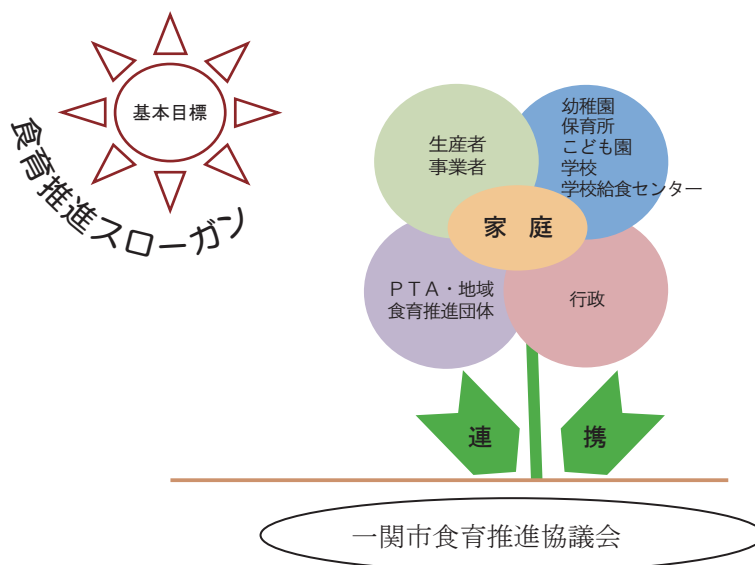 基本目標
食育推進スローガン
生産者
事業者
幼稚園
保育所
こども園
学校
学校給食センター
家 庭
PTA・地域
食育推進団体
行政
連 携
一関市食育推進協議会